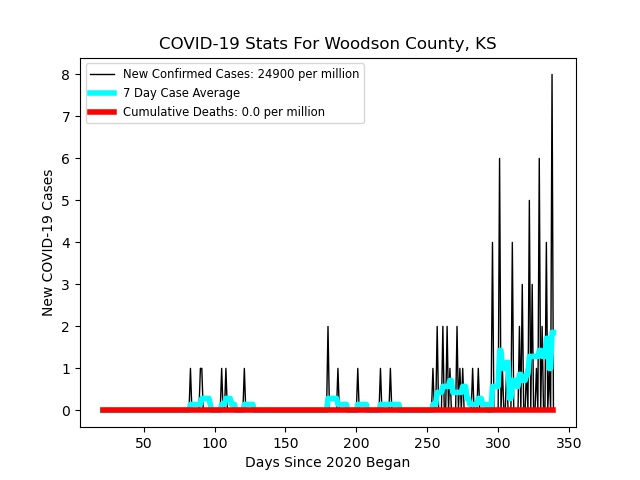 COVID-19 Stats For Woodson County, KS
New Confirmed Cases: 24900 per million
7 Day Case Average
Cumulative Deaths: 0.0 per million
New COVID-19 Cases
8
7
6
5
4
3
2
1
0
50 100 150 200 250 300 350
Days Since 2020 Began